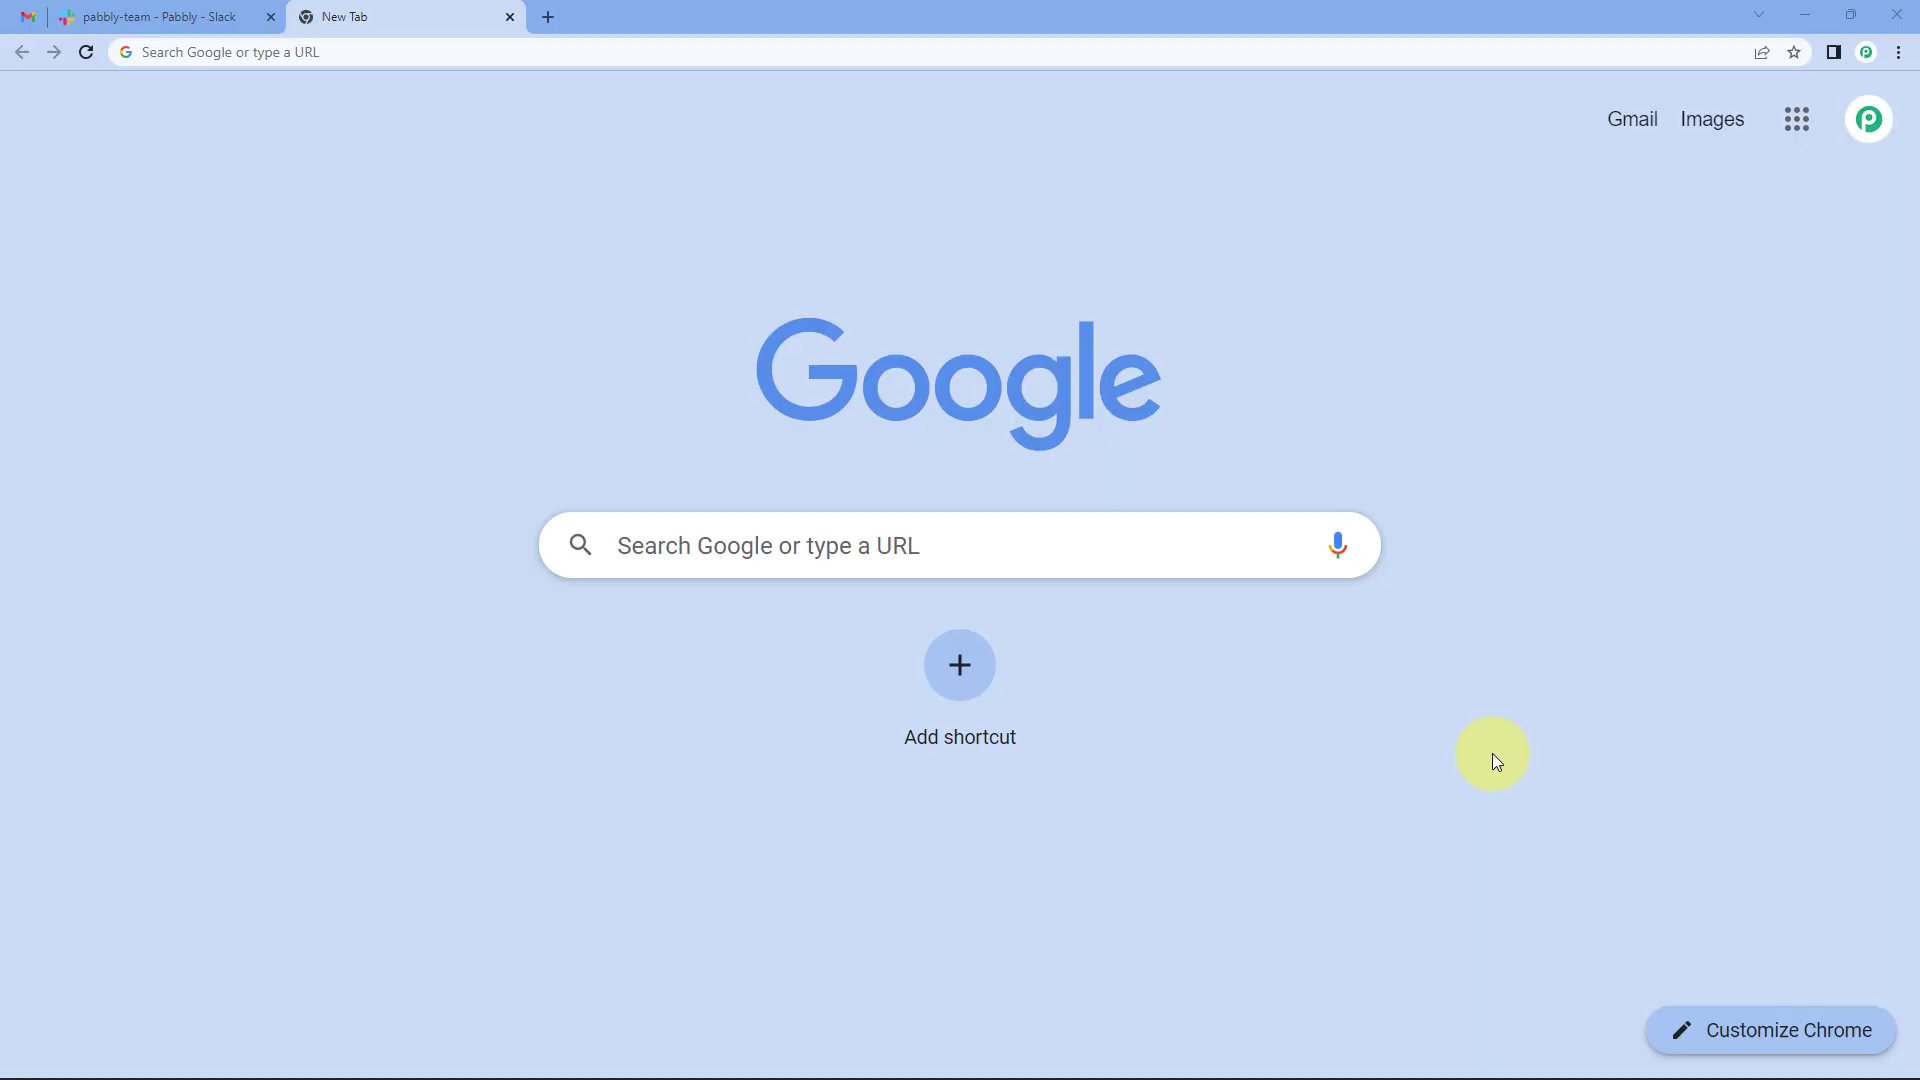 pabbly-team - Pabbly - Slack
New Tab
Search Google or type a URL
Gmail
Images
Google
Search Google or type a URL
Add shortcut
Customize Chrome